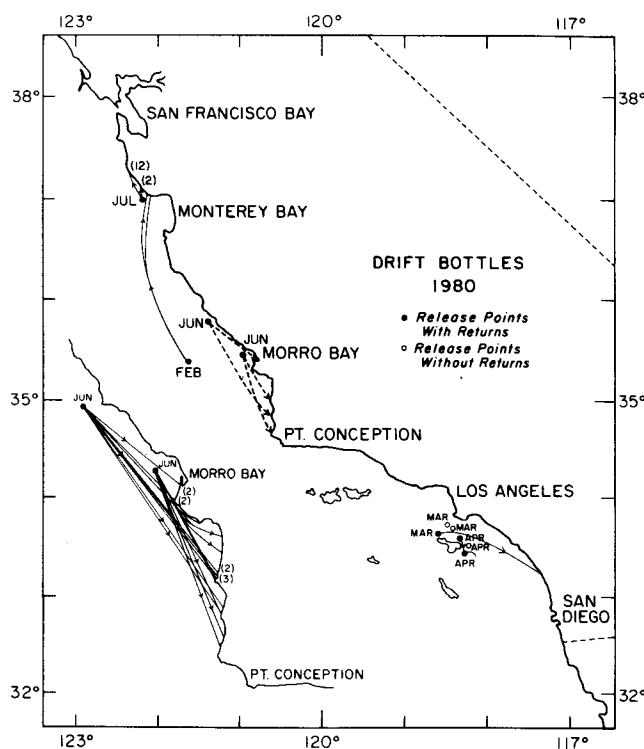 123° 120° 117°
38° 38°
SAN FRANCISCO BAY
(12)
(2)
JUL
MONTEREY BAY
DRIFT BOTTLES
1980
● Release Points
With Returns
○ Release Points
Without Returns
JUN
JUN
MORRO BAY
FEB
35° 35°
JUN
PT. CONCEPTION
JUN
MORRO BAY
(2)
(2)
LOS ANGELES
MAR
MAR
MAR
APR
APR
APR
(2)
(3)
SAN
DIEGO
PT. CONCEPTION
32° 32°
123° 120° 117°